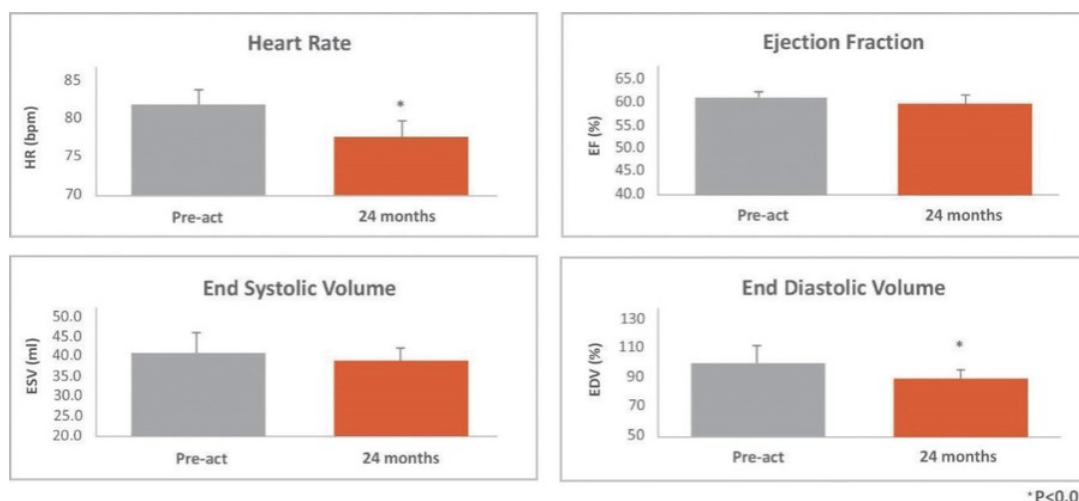 Heart Rate
85
80
75
70
HR (bpm)
*
Pre-act 24 months
Ejection Fraction
65.0
60.0
55.0
50.0
45.0
40.0
EF (%)
Pre-act 24 months
End Systolic Volume
50.0
45.0
40.0
35.0
30.0
25.0
20.0
ESV (ml)
Pre-act 24 months
End Diastolic Volume
130
110
90
70
50
EDV (%)
*
Pre-act 24 months
*P<0.0